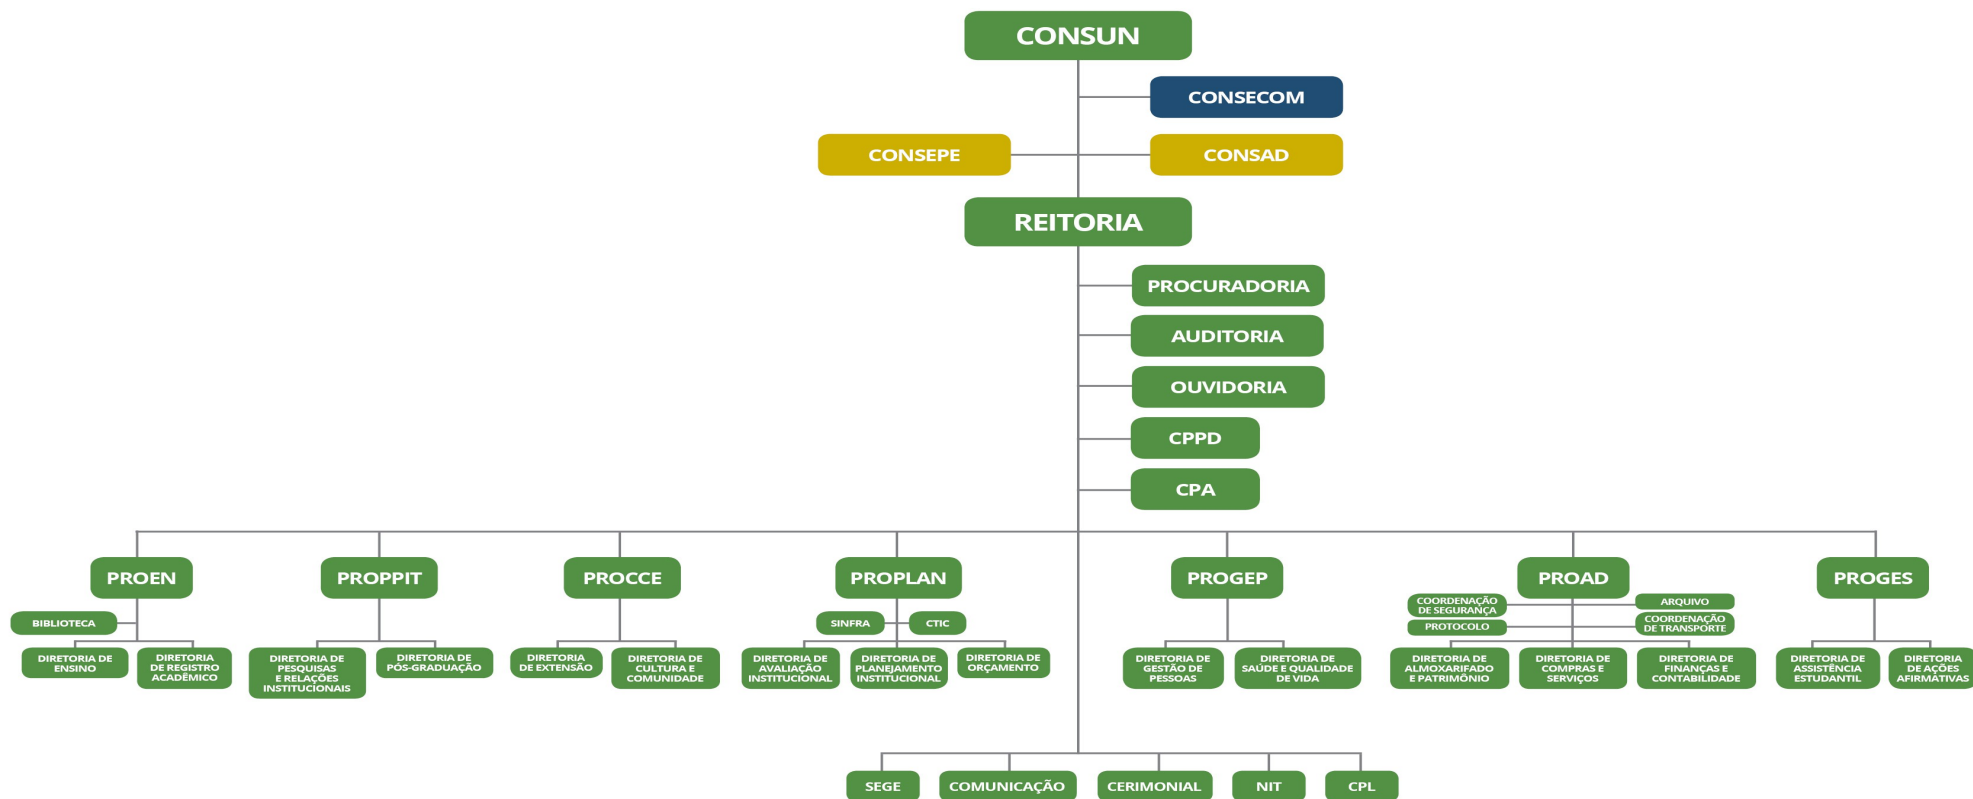 CONSUN
CONSECOM
CONSEPE
CONSAD
REITORIA
PROCURADORIA
AUDITORIA
OUVIDORIA
CPPD
CPA
PROEN
PROPPIT
PROCCE
PROPLAN
PROGEP
PROAD
PROGES
BIBLIOTECA
SINFRA
CTIC
COORDENAÇÃO
DE SEGURANÇA
ARQUIVO
PROTOCOLO
COORDENAÇÃO
DE TRANSPORTE
DIRETORIA DE
ENSINO
DIRETORIA
DE REGISTRO
ACADÊMICO
DIRETORIA DE
PESQUISAS
E RELAÇÕES
INSTITUCIONAIS
DIRETORIA DE
PÓS-GRADUAÇÃO
DIRETORIA
DE EXTENSÃO
DIRETORIA DE
CULTURA E
COMUNIDADE
DIRETORIA DE
AVALIAÇÃO
INSTITUCIONAL
DIRETORIA DE
PLANEJAMENTO
INSTITUCIONAL
DIRETORIA DE
ORÇAMENTO
DIRETORIA DE
GESTÃO DE
PESSOAS
DIRETORIA DE
SAÚDE E QUALIDADE
DE VIDA
DIRETORIA DE
ALMOXARIFADO
E PATRIMÔNIO
DIRETORIA DE
COMPRAS E
SERVIÇOS
DIRETORIA DE
FINANÇAS E
CONTABILIDADE
DIRETORIA DE
ASSISTÊNCIA
ESTUDANTIL
DIRETORIA
DE AÇÕES
AFIRMATIVAS
SEGE
COMUNICAÇÃO
CERIMONIAL
NIT
CPL